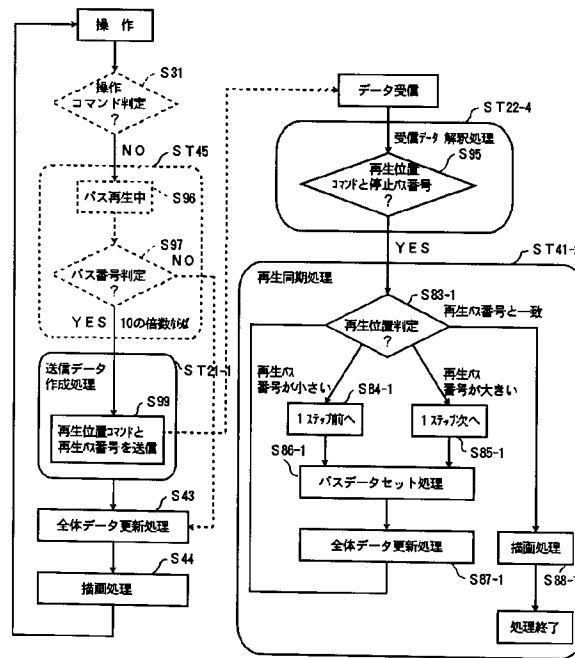 操作
S31
操作
コマンド判定
?
NO
ST45
パス再生中
S96
S97
パス番号判定
?
NO
YES
10の倍数ならば
送信データ
作成処理
ST21-1
S99
再生位置コマンドと
再生パス番号を送信
S43
全体データ更新処理
S44
描画処理
データ受信
ST22-4
受信データ 解釈処理
S95
再生位置
コマンドと停止パス番号
?
YES
ST41-
再生同期処理
S83-1
再生パス番号と一致
再生位置判定
?
再生パス
番号が小さい
再生パス
番号が大きい
S84-1
1ステップ前へ
1ステップ次へ
S86-1
S85-1
パスデータセット処理
全体データ更新処理
S87-1
描画処理
S88-
処理終了